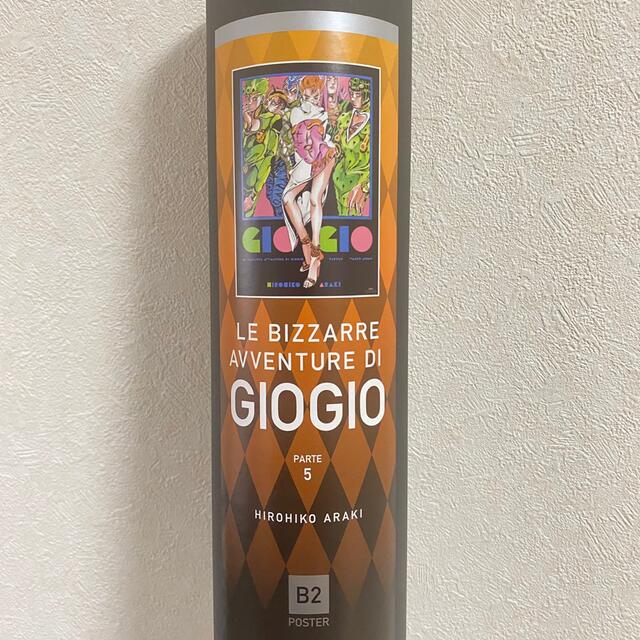 GIOGIO
HIROHIKO ARAKI
LE BIZZARRE
AVVENTURE DI
GIOGIO
PARTE
5
HIROHIKO ARAKI
B2
POSTER